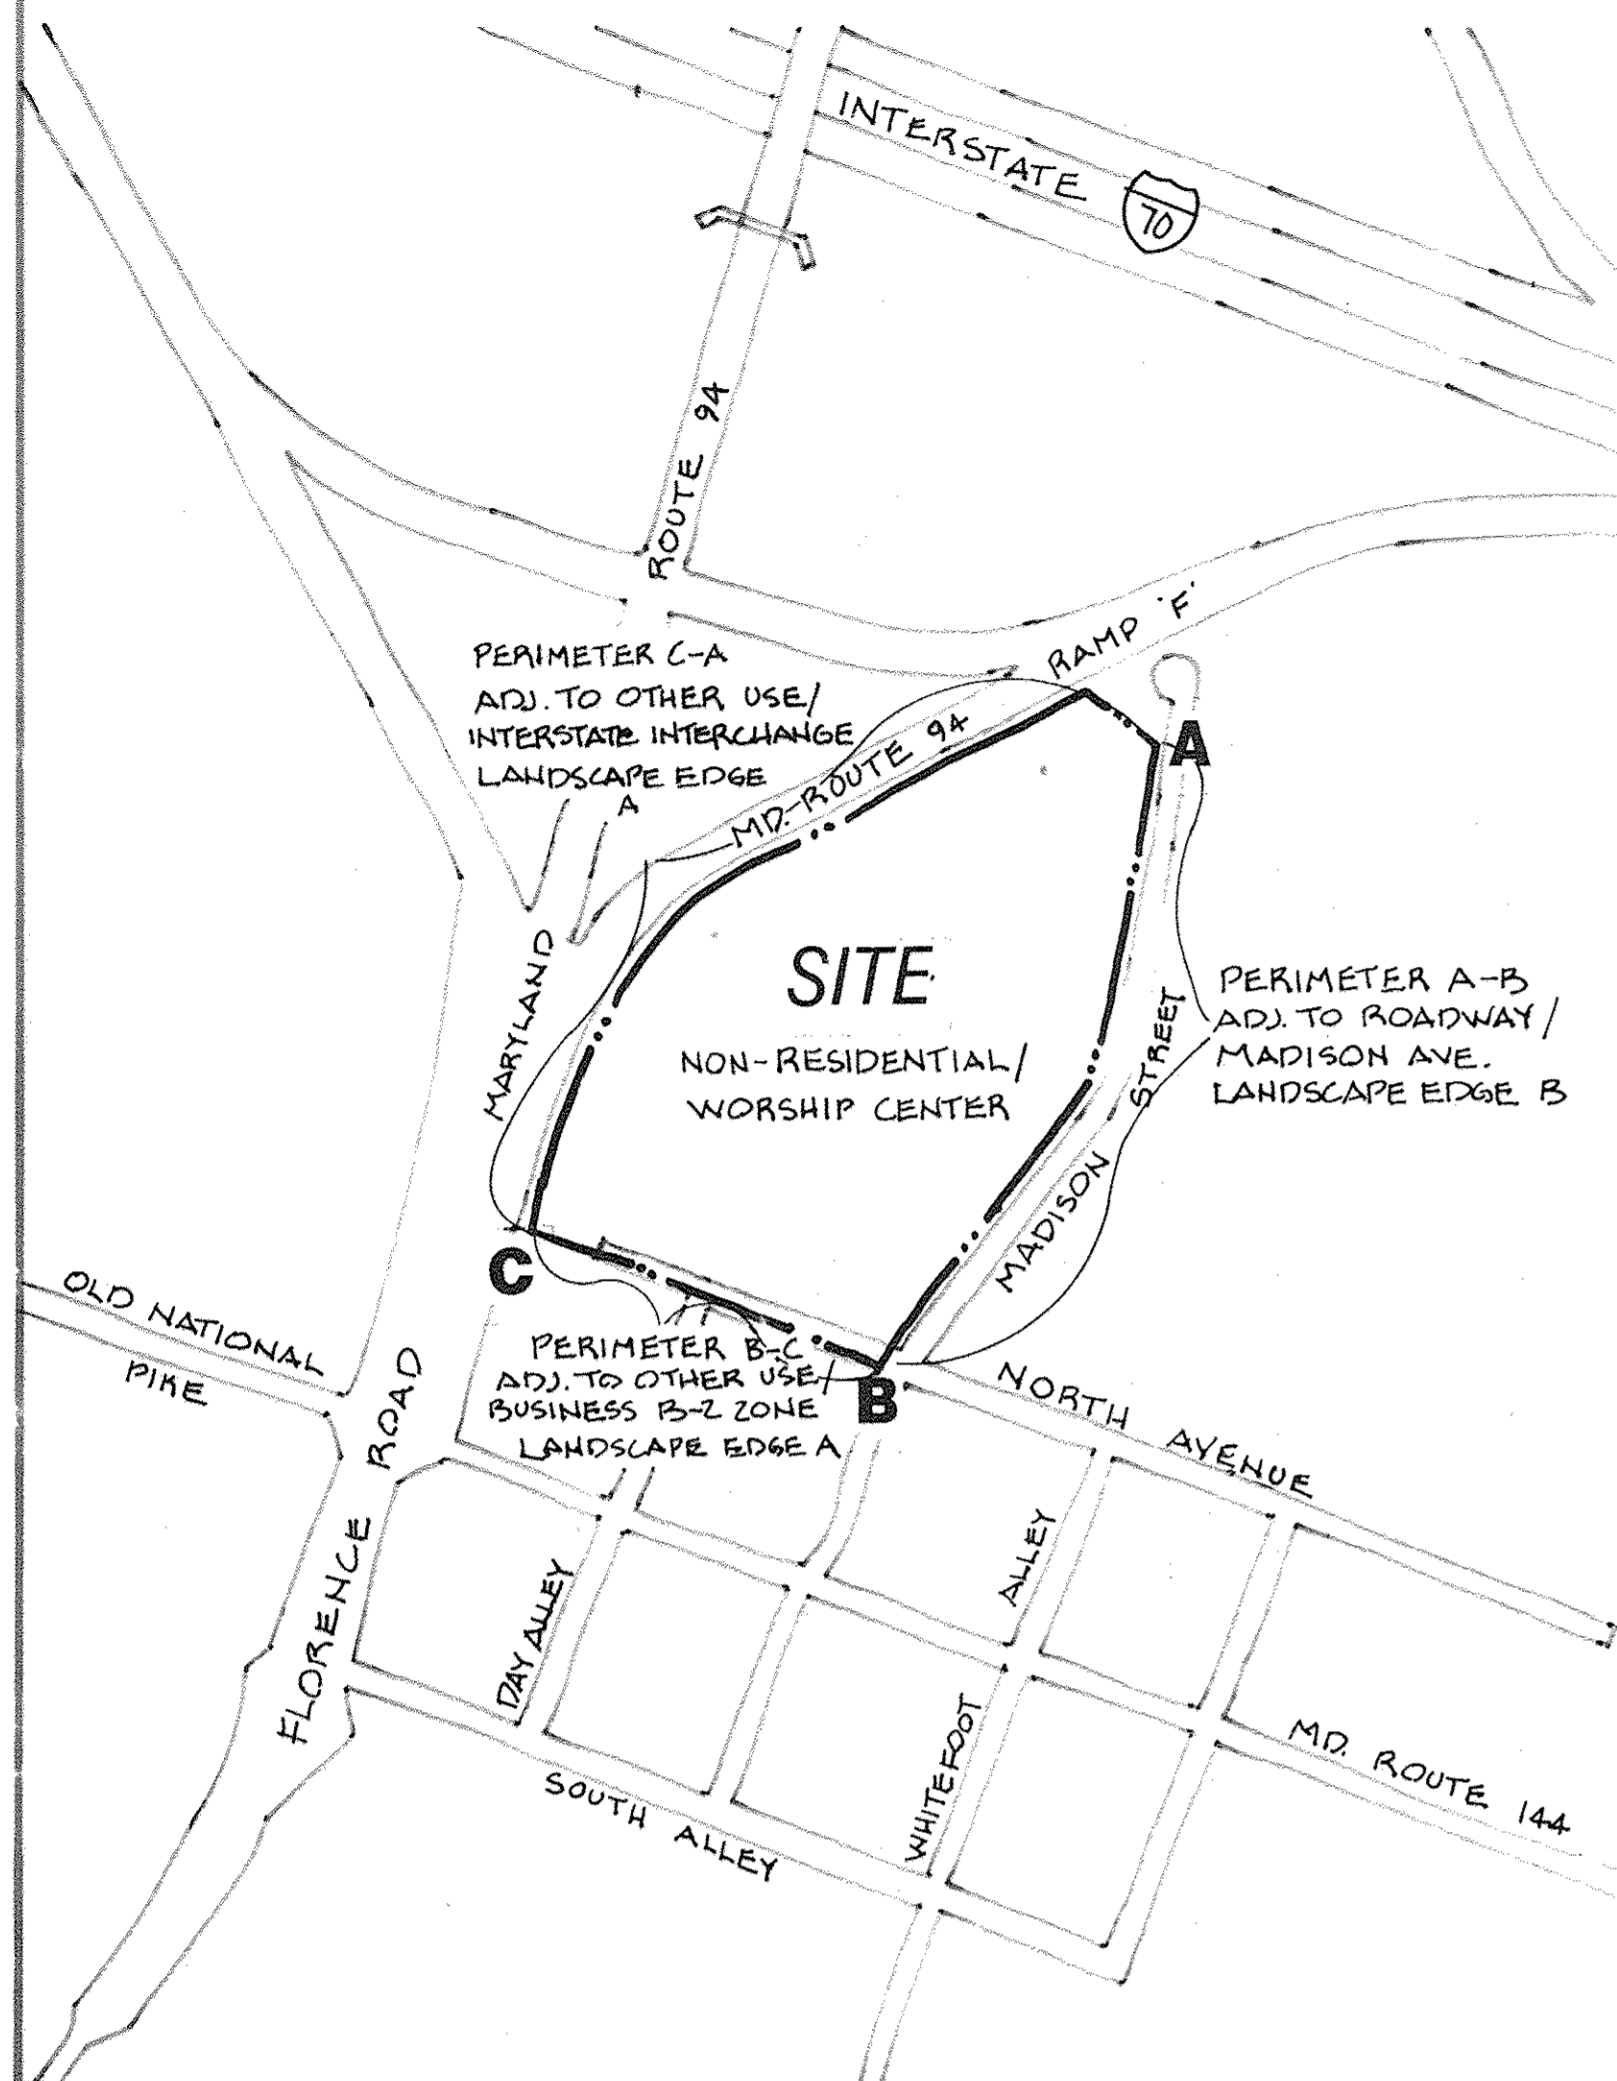 INTERSTATE
70
ROUTE 94
RAMP 'F'
PERIMETER C-A
ADJ. TO OTHER USE/
INTERSTATE INTERCHANGE
LANDSCAPE EDGE
A
MD. ROUTE 94
A
MARYLAND
SITE
NON-RESIDENTIAL/
WORSHIP CENTER
PERIMETER A-B
ADJ. TO ROADWAY/
MADISON AVE.
LANDSCAPE EDGE B
MADISON STREET
C
OLD NATIONAL
PIKE
PERIMETER B-C
ADJ. TO OTHER USE/
BUSINESS B-2 ZONE
LANDSCAPE EDGE A
B
NORTH AVENUE
FLORENCE ROAD
DAY ALLEY
WHITEFOOT ALLEY
SOUTH ALLEY
MD. ROUTE 144